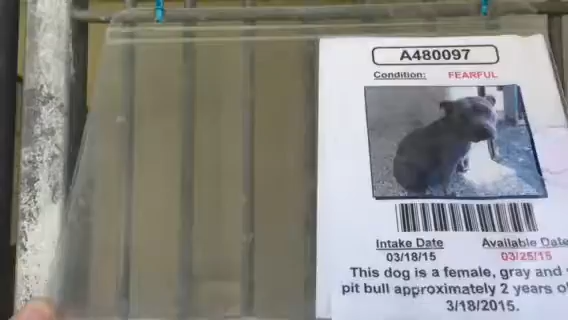 A480097
Condition: FEARFUL
Intake Date Available Date
03/18/15 03/25/15
This dog is a female, gray and
pit bull approximately 2 years
3/18/2015.